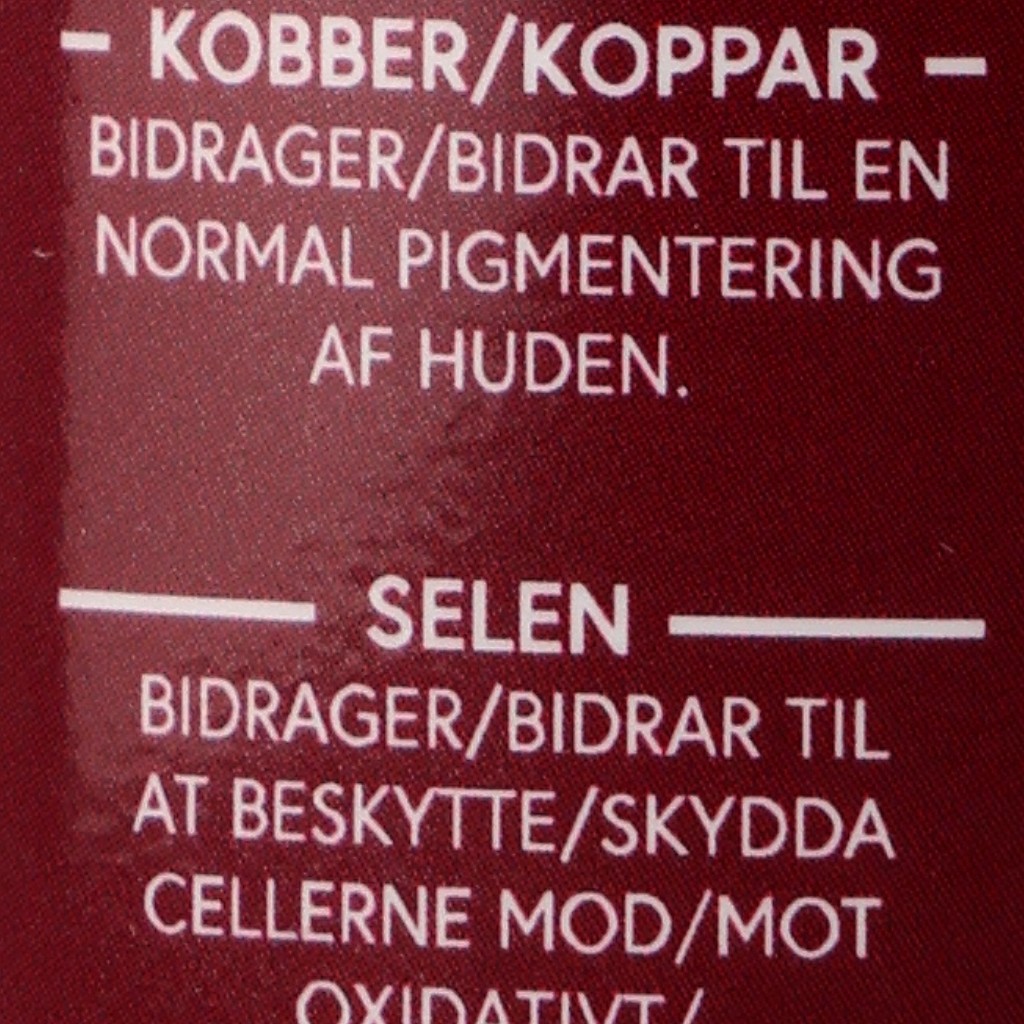 – KOBBER/KOPPAR –
BIDRAGER/BIDRAR TIL EN
NORMAL PIGMENTERING
AF HUDEN.
SELEN
BIDRAGER/BIDRAR TIL
AT BESKYTTE/SKYDDA
CELLERNE MOD/MOT
OXIDATIVT/